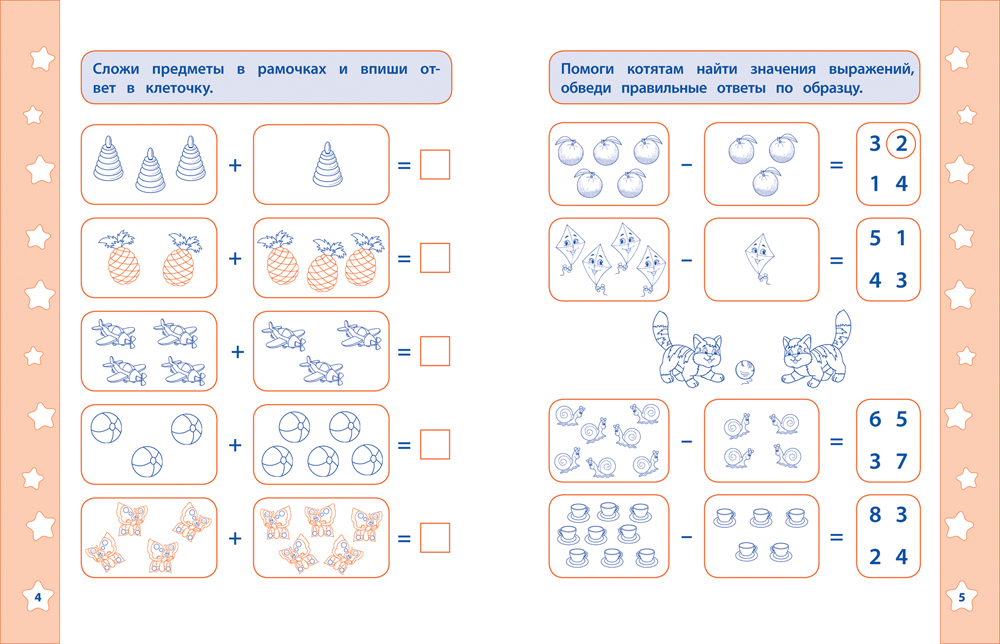 Сложи предметы в рамочках и впиши от-
вет в клеточку.
+ =
+ =
+ =
+ =
+ =
4
Помоги котятам найти значения выражений,
обведи правильные ответы по образцу.
– = 3 2
1 4
– = 5 1
4 3
– = 6 5
3 7
– = 8 3
2 4
5